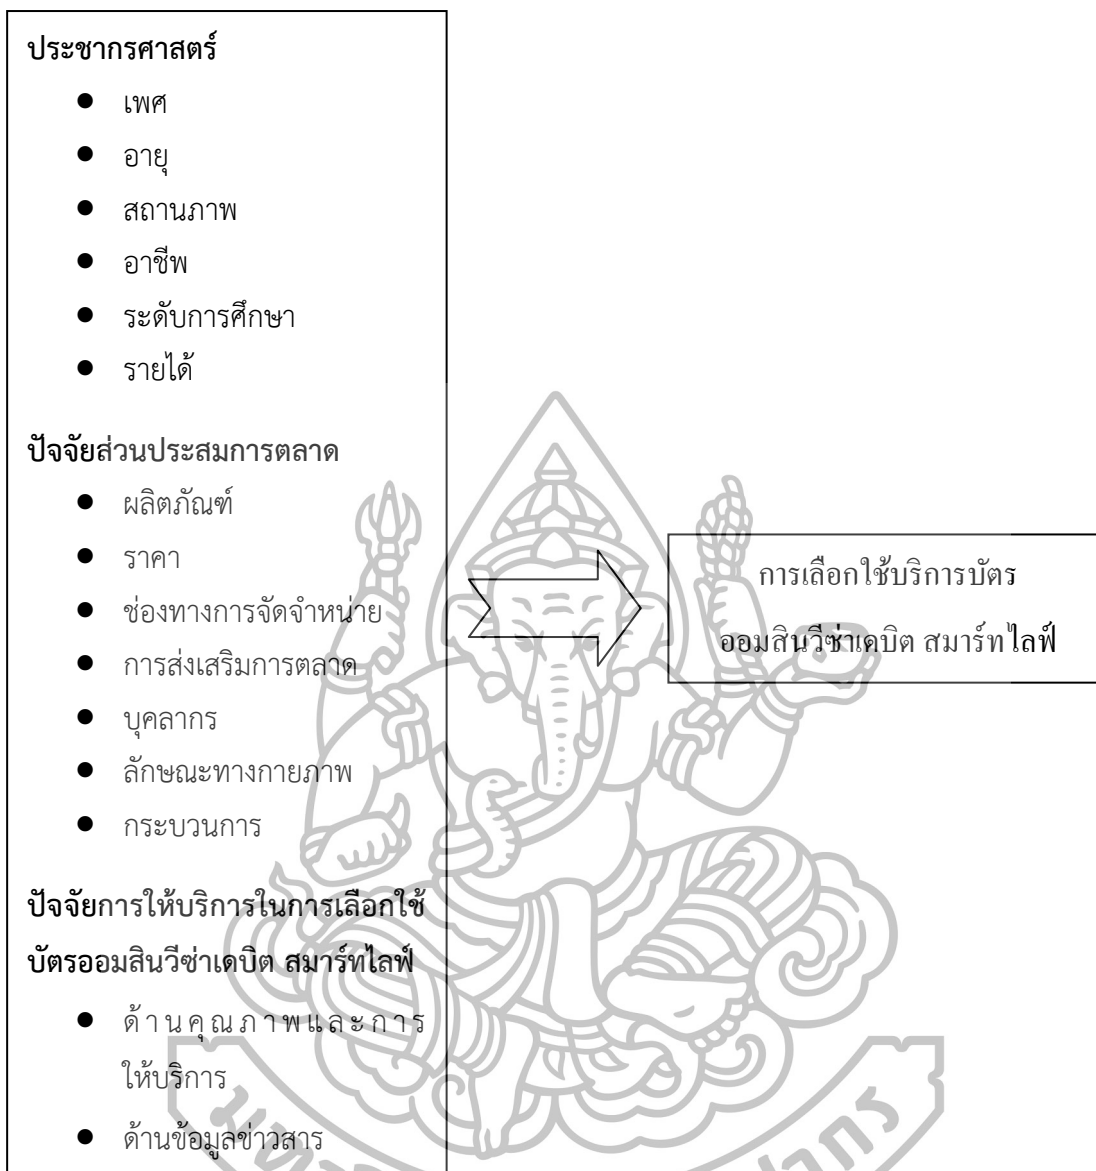 ประชากรศาสตร์
● เพศ
● อายุ
● สถานภาพ
● อาชีพ
● ระดับการศึกษา
● รายได้
ปัจจัยส่วนประสมการตลาด
● ผลิตภัณฑ์
● ราคา
● ช่องทางการจัดจำหน่าย
● การส่งเสริมการตลาด
● บุคลากร
● ลักษณะทางกายภาพ
● กระบวนการ
ปัจจัยการให้บริการในการเลือกใช้
บัตรออมสินวีซ่าเดบิต สมาร์ทไลฟ์
● ด้านคุณภาพและการ
ให้บริการ
● ด้านข้อมูลข่าวสาร
การเลือกใช้บริการบัตร
ออมสินวีซ่าเดบิต สมาร์ทไลฟ์